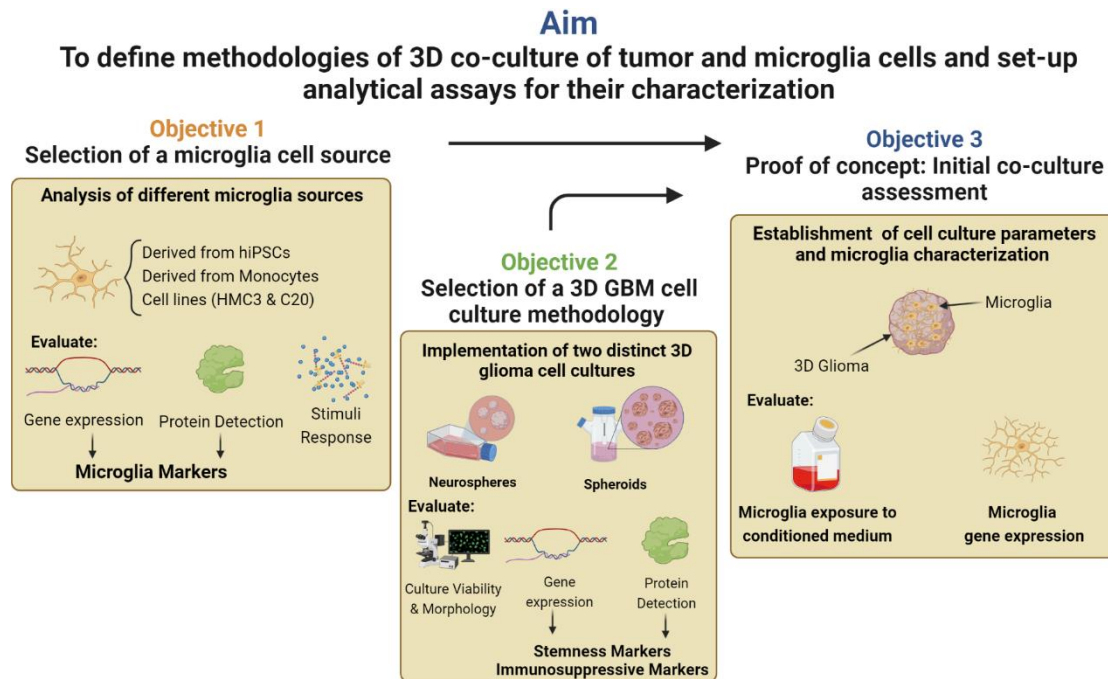 Aim
To define methodologies of 3D co-culture of tumor and microglia cells and set-up
analytical assays for their characterization
Objective 1
Selection of a microglia cell source
Analysis of different microglia sources
Derived from hiPSCs
Derived from Monocytes
Cell lines (HMC3 & C20)
Evaluate:
Gene expression
Protein Detection
Stimuli
Response
Microglia Markers
Objective 2
Selection of a 3D GBM cell
culture methodology
Implementation of two distinct 3D
glioma cell cultures
Neurospheres
Spheroids
Evaluate:
Culture Viability
& Morphology
Gene
expression
Protein
Detection
Stemness Markers
Immunosuppressive Markers
Objective 3
Proof of concept: Initial co-culture
assessment
Establishment of cell culture parameters
and microglia characterization
Microglia
3D Glioma
Evaluate:
Microglia exposure to
conditioned medium
Microglia
gene expression